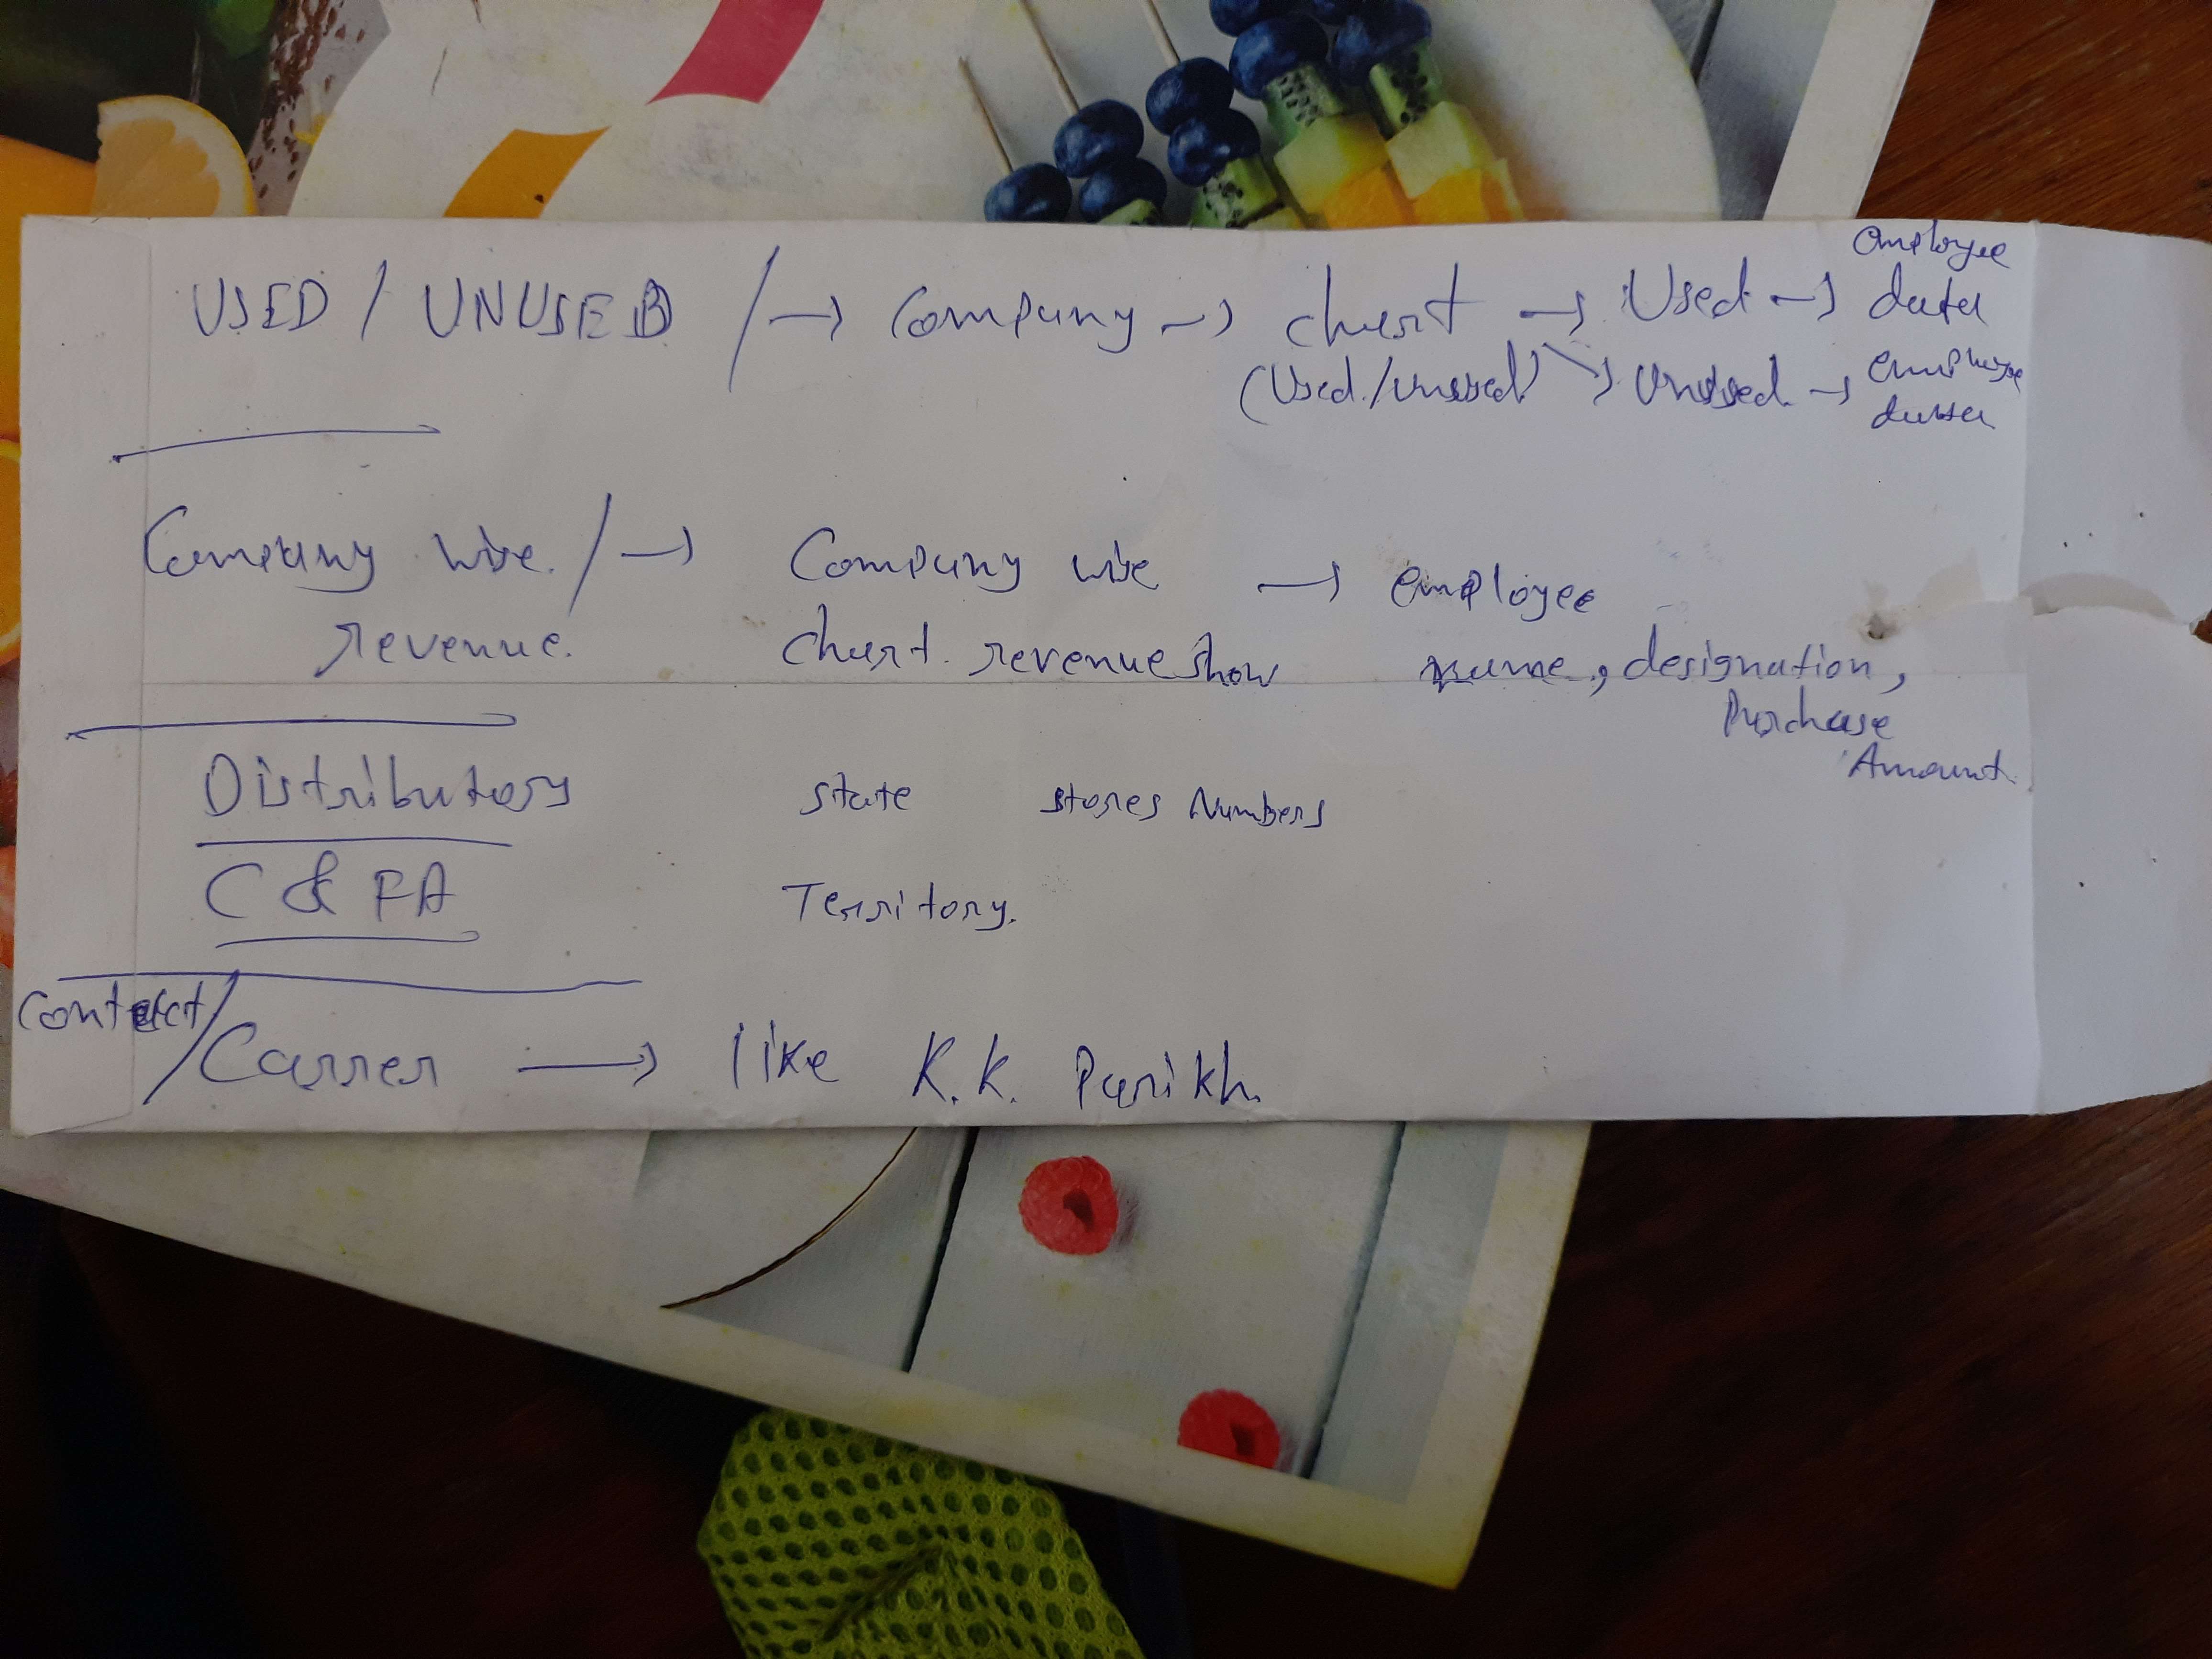 USED / UNUSED / → Company → chart → Used → employee data
(Used/unused) → Unused → employee data
Company wise / → Company wise → employee
revenue. chart. revenue show name, designation,
Purchase
Amount.
Distributors state stores Numbers
C & FA Territory.
contact
/ Carrer → like K.K. Parikh.